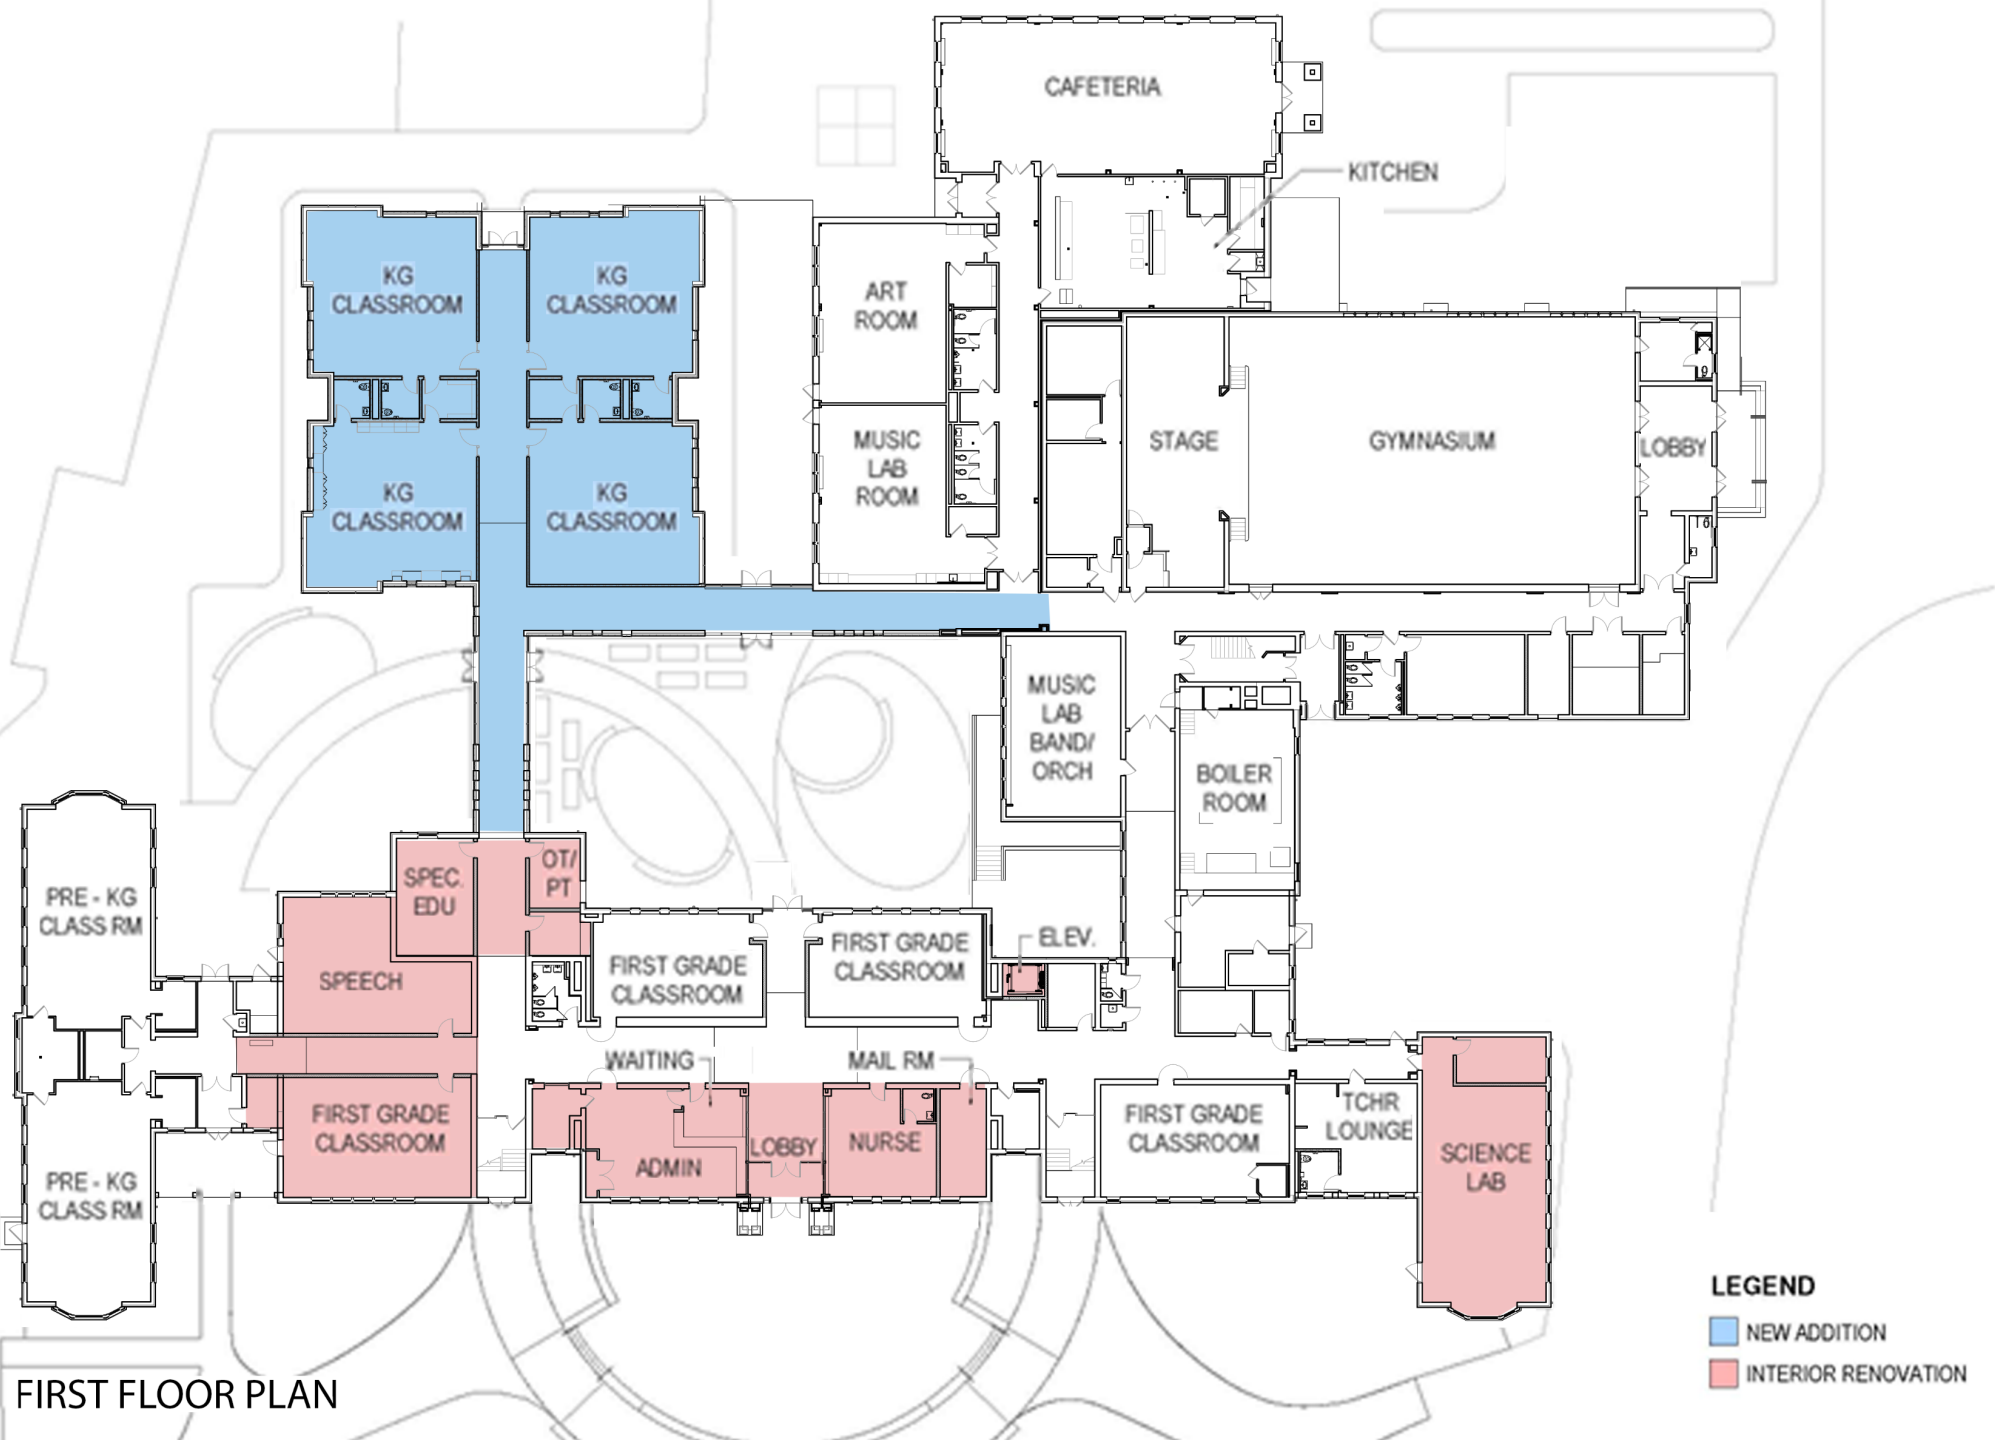 CAFETERIA
KITCHEN
KG
CLASSROOM
KG
CLASSROOM
ART
ROOM
MUSIC
LAB
ROOM
STAGE
GYMNASIUM
LOBBY
KG
CLASSROOM
KG
CLASSROOM
MUSIC
LAB
BAND/
ORCH
BOILER
ROOM
PRE - KG
CLASS RM
SPEC.
EDU
OT/
PT
SPEECH
FIRST GRADE
CLASSROOM
FIRST GRADE
CLASSROOM
ELEV.
WAITING
MAIL RM
FIRST GRADE
CLASSROOM
ADMIN
LOBBY
NURSE
FIRST GRADE
CLASSROOM
TCHR
LOUNGE
SCIENCE
LAB
PRE - KG
CLASS RM
LEGEND
NEW ADDITION
INTERIOR RENOVATION
FIRST FLOOR PLAN